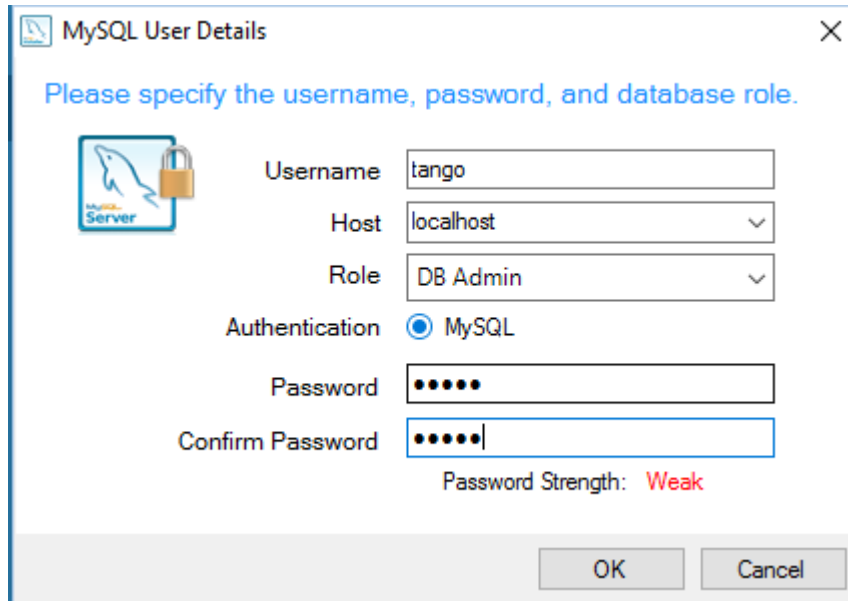 MySQL User Details
Please specify the username, password, and database role.
MySQL
Server
Username tango
Host localhost
Role DB Admin
Authentication MySQL
Password •••••
Confirm Password •••••
Password Strength: Weak
OK Cancel